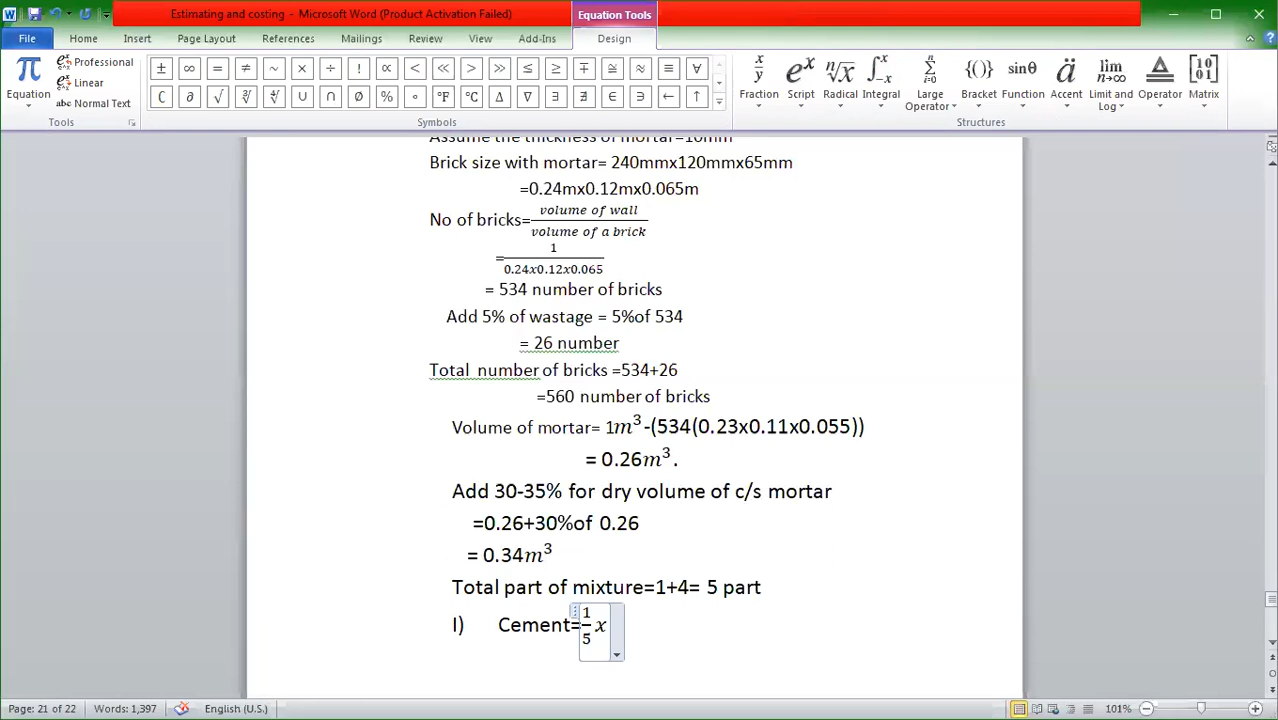 Estimating and costing - Microsoft Word (Product Activation Failed)
Equation Tools
File Home Insert Page Layout References Mailings Review View Add-Ins Design
π Equation
Professional
Linear
abc Normal Text
Tools
± ∞ = ≠ ~ × ÷ ! ∝ < ≪ > ≫ ≤ ≥ ∓ ≅ ≈ ≡ ∀
∁ ∂ √ ∛ ∜ ∪ ∩ ∅ % ° °F °C ∆ ∇ ∃ ∄ ∈ ∋ ← ↑
Symbols
Fraction Script Radical Integral Large Operator Bracket Function Accent Limit and Log Operator Matrix
Structures
Assume the thickness of mortar=10mm
Brick size with mortar= 240mmx120mmx65mm
=0.24mx0.12mx0.065m
No of bricks= volume of wall / volume of a brick
= 1 / 0.24x0.12x0.065
= 534 number of bricks
Add 5% of wastage = 5%of 534
= 26 number
Total number of bricks =534+26
=560 number of bricks
Volume of mortar= 1m³-(534(0.23x0.11x0.055))
= 0.26m³.
Add 30-35% for dry volume of c/s mortar
=0.26+30%of 0.26
= 0.34m³
Total part of mixture=1+4= 5 part
I) Cement= 1/5 x
Page: 21 of 22 Words: 1,397 English (U.S.) 101%